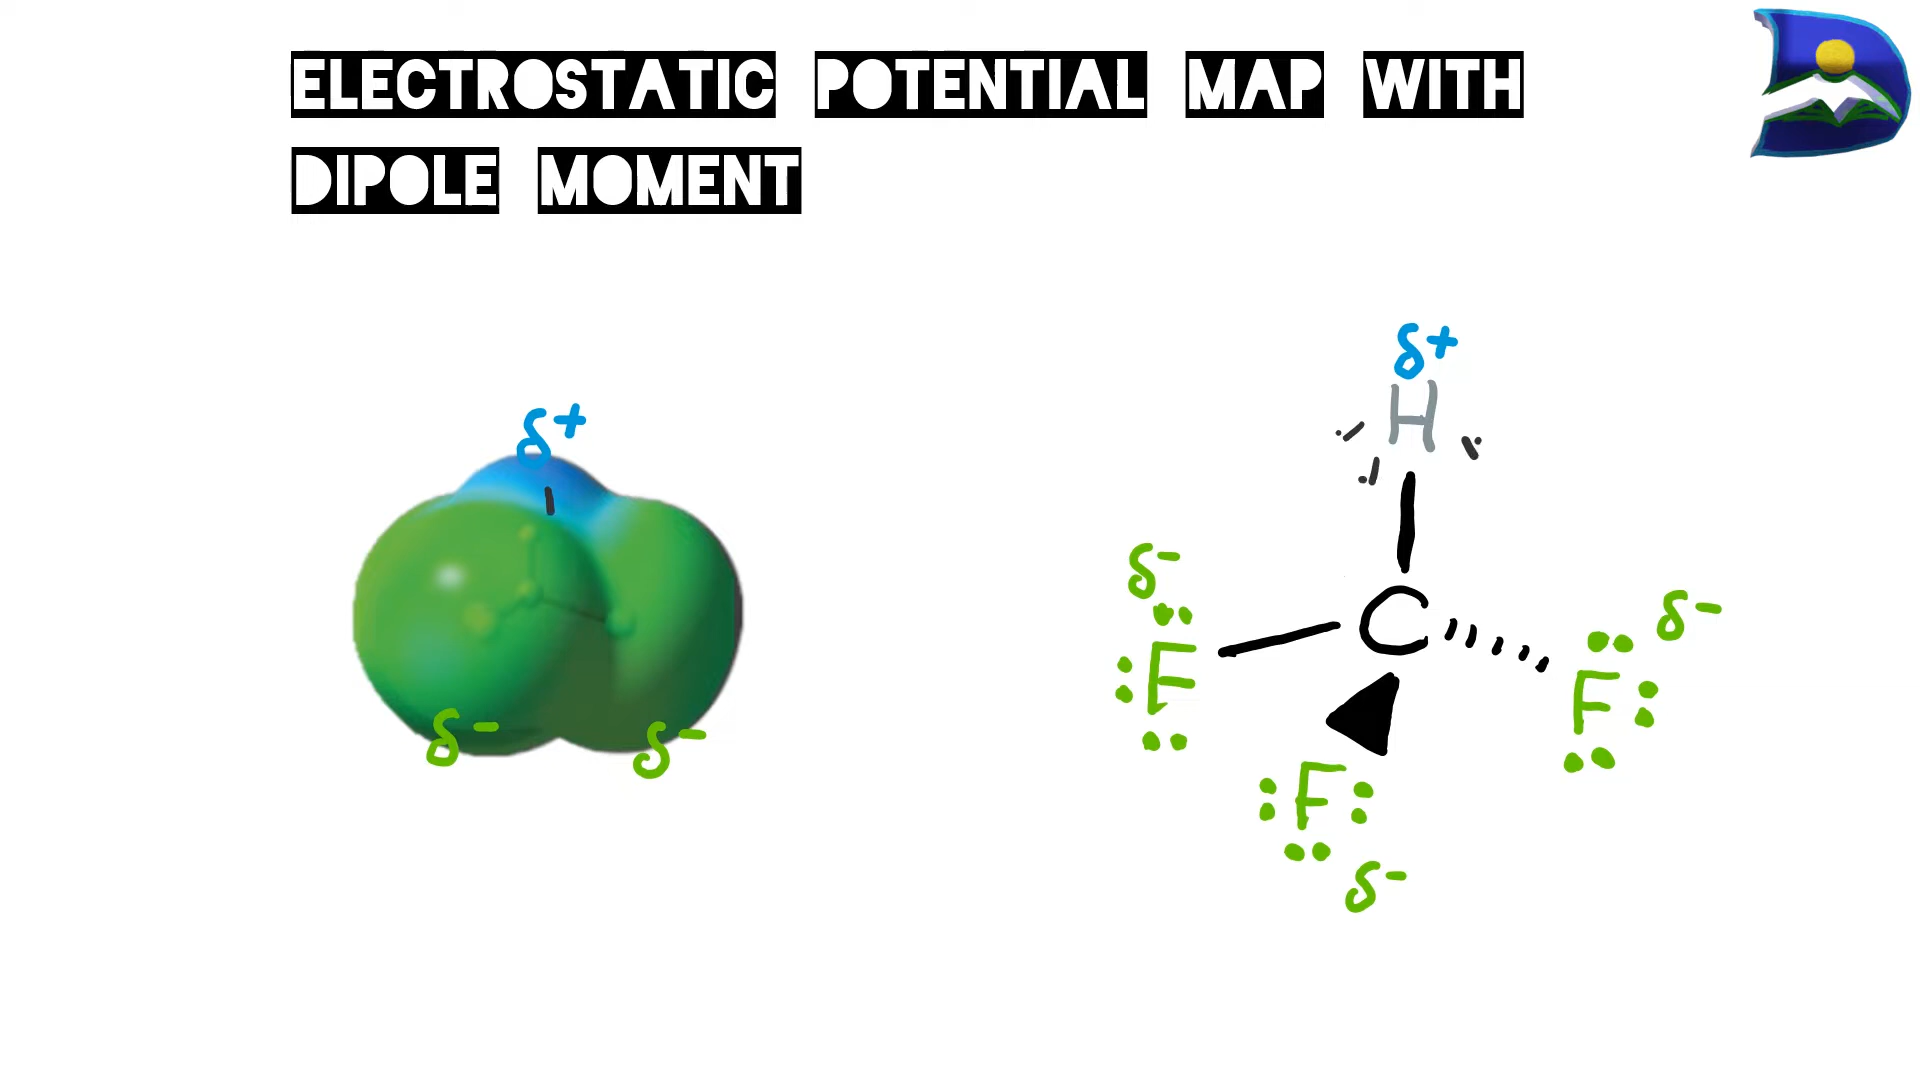 ELECTROSTATIC POTENTIAL MAP WITH
DIPOLE MOMENT
δ+
H
δ+
δ-
δ-
C
F
F
F
δ-
δ-
δ-